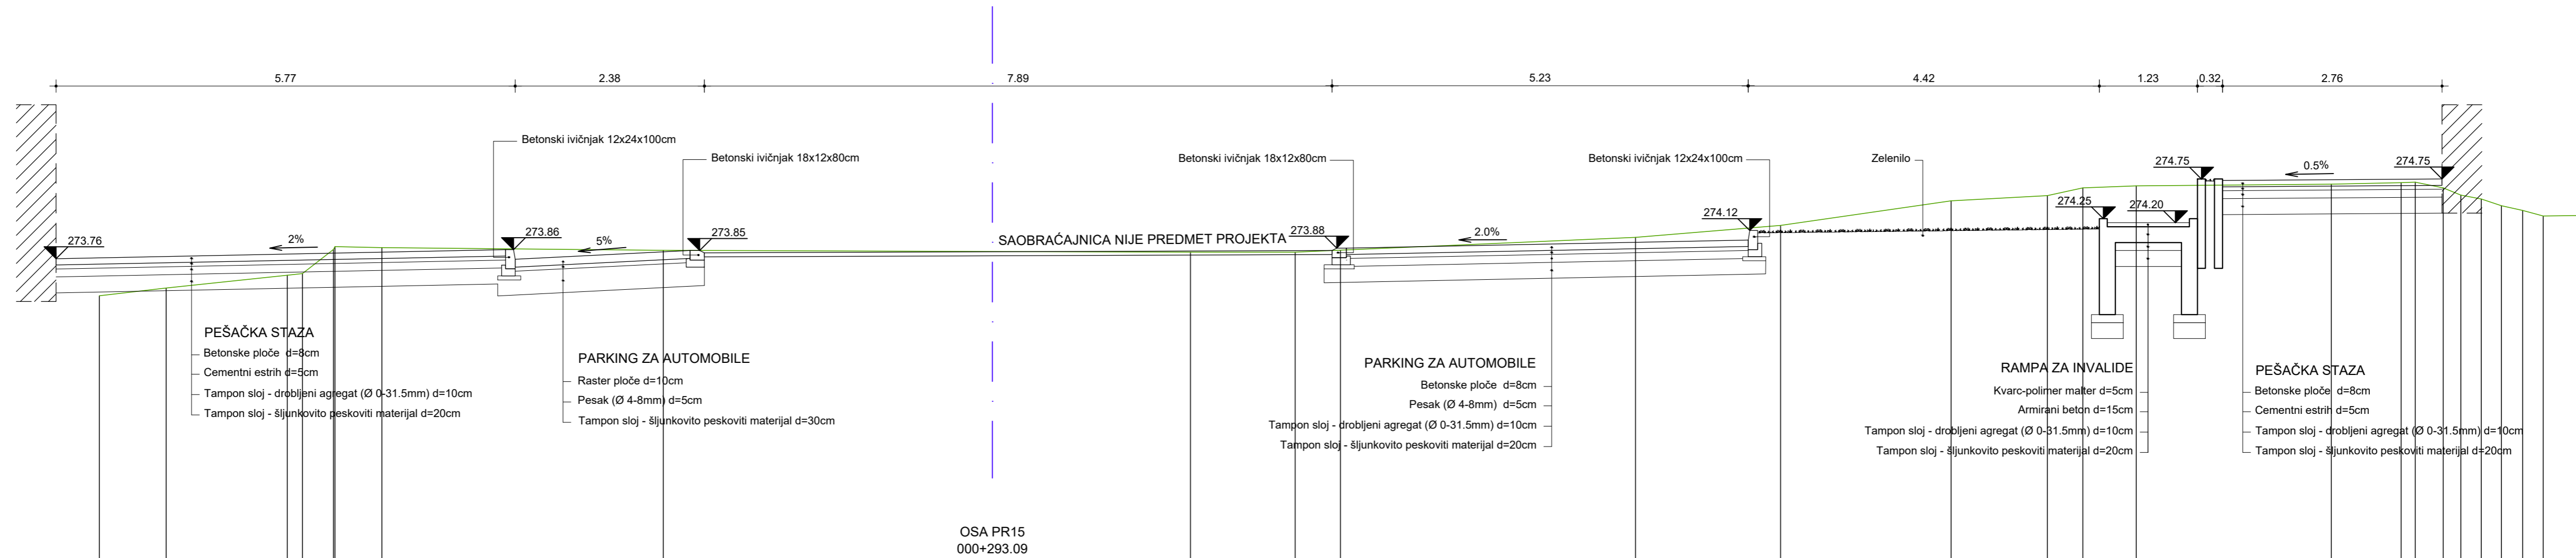 5.77
2.38
7.89
5.23
4.42
1.23
0.32
2.76
Betonski ivičnjak 12x24x100cm
Betonski ivičnjak 18x12x80cm
Betonski ivičnjak 18x12x80cm
Betonski ivičnjak 12x24x100cm
Zelenilo
274.75
0.5%
274.75
274.25
274.20
274.12
273.76
2%
273.86
5%
273.85
SAOBRAĆAJNICA NIJE PREDMET PROJEKTA
273.88
2.0%
PEŠAČKA STAZA
Betonske ploče d=8cm
Cementni estrih d=5cm
Tampon sloj - drobljeni agregat (Ø 0-31.5mm) d=10cm
Tampon sloj - šljunkovito peskoviti materijal d=20cm
PARKING ZA AUTOMOBILE
Raster ploče d=10cm
Pesak (Ø 4-8mm) d=5cm
Tampon sloj - šljunkovito peskoviti materijal d=30cm
PARKING ZA AUTOMOBILE
Betonske ploče d=8cm
Pesak (Ø 4-8mm) d=5cm
Tampon sloj - drobljeni agregat (Ø 0-31.5mm) d=10cm
Tampon sloj - šljunkovito peskoviti materijal d=20cm
RAMPA ZA INVALIDE
Kvarc-polimer malter d=5cm
Armirani beton d=15cm
Tampon sloj - drobljeni agregat (Ø 0-31.5mm) d=10cm
Tampon sloj - šljunkovito peskoviti materijal d=20cm
PEŠAČKA STAZA
Betonske ploče d=8cm
Cementni estrih d=5cm
Tampon sloj - drobljeni agregat (Ø 0-31.5mm) d=10cm
Tampon sloj - šljunkovito peskoviti materijal d=20cm
OSA PR15
000+293.09